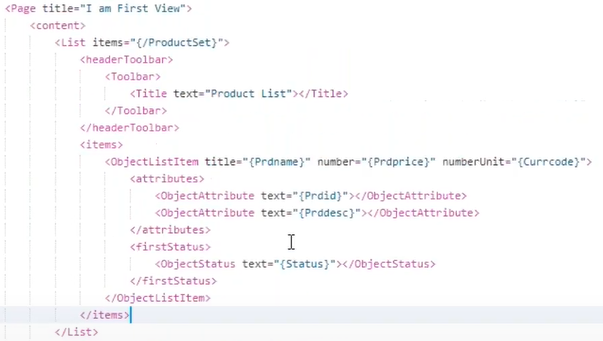 <Page title="I am First View">
<content>
<List items="{/ProductSet}">
<headerToolbar>
<Toolbar>
<Title text="Product List"></Title>
</Toolbar>
</headerToolbar>
<items>
<ObjectListItem title="{Prdname}" number="{Prdprice}" numberUnit="{Currcode}">
<attributes>
<ObjectAttribute text="{Prdid}"></ObjectAttribute>
<ObjectAttribute text="{Prddesc}"></ObjectAttribute>
</attributes>
<firstStatus>
<ObjectStatus text="{Status}"></ObjectStatus>
</firstStatus>
</ObjectListItem>
</items>
</List>